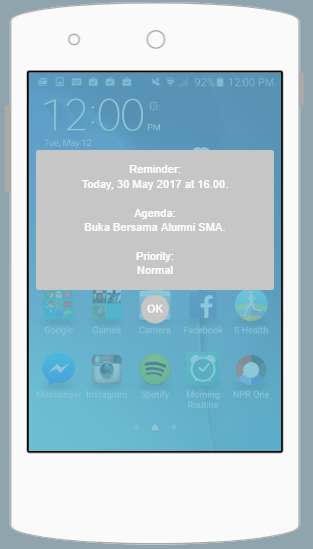 92% 12:00 PM
12:00 PM
Tue, May 12
Reminder:
Today, 30 May 2017 at 16.00.
Agenda:
Buka Bersama Alumni SMA.
Priority:
Normal
OK
Google Games Camera Facebook S Health
Messenger Instagram Spotify Morning Routine NPR One